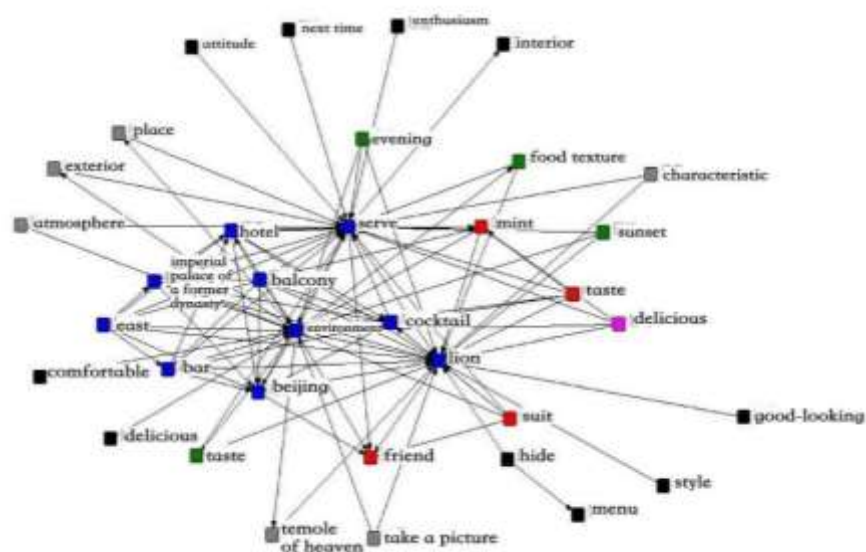 attitude
next time
enthusiasm
interior
place
evening
food texture
exterior
characteristic
atmosphere
hotel
serve
mint
sunset
imperial
palace of
"a former
dynasty"
balcony
taste
east
environment
cocktail
delicious
lion
bar
comfortable
beijing
suit
good-looking
delicious
taste
friend
hide
style
menu
temole
of heaven
take a picture